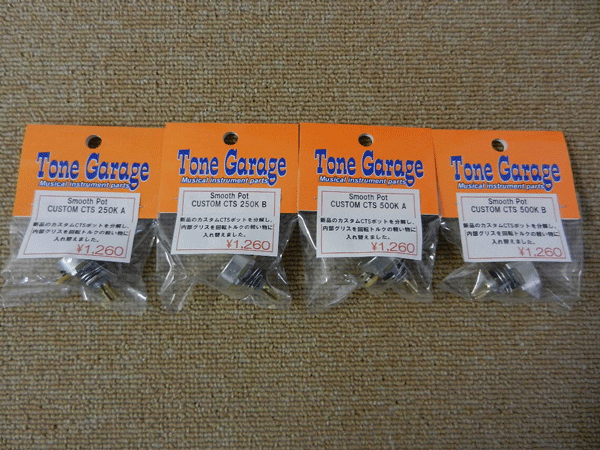 Tone Garage
Musical instrument parts
Smooth Pot
CUSTOM CTS 250K A
新品のカスタムCTSポットを分解し、
内部グリスを回転トルクの軽い物に
入れ替えました。
¥1,260
Tone Garage
Musical instrument parts
Smooth Pot
CUSTOM CTS 250K B
新品のカスタムCTSポットを分解し、
内部グリスを回転トルクの軽い物に
入れ替えました。
¥1,260
Tone Garage
Musical instrument parts
Smooth Pot
CUSTOM CTS 500K A
新品のカスタムCTSポットを分解し、
内部グリスを回転トルクの軽い物に
入れ替えました。
¥1,260
Tone Garage
Musical instrument parts
Smooth Pot
CUSTOM CTS 500K B
新品のカスタムCTSポットを分解し、
内部グリスを回転トルクの軽い物に
入れ替えました。
¥1,260